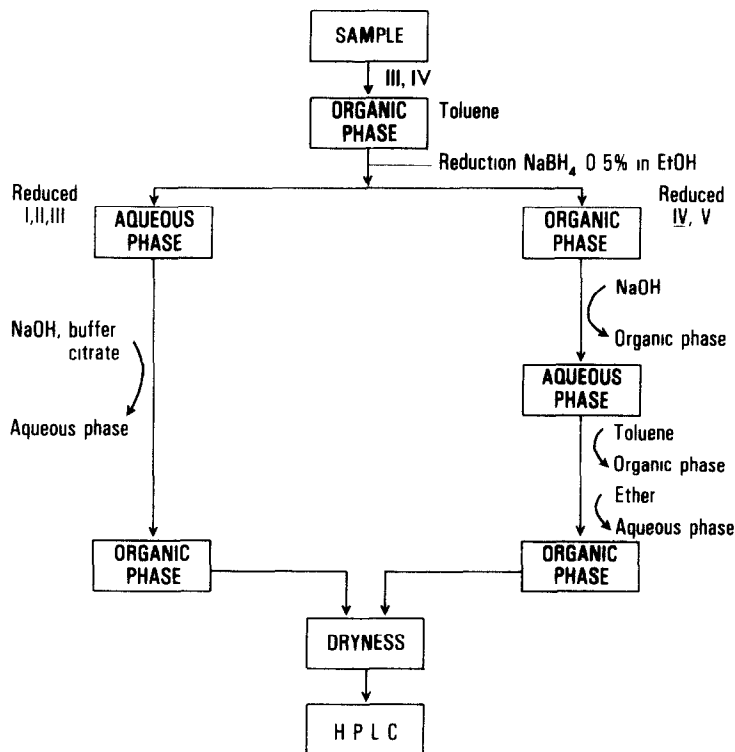 SAMPLE
III, IV
ORGANIC
PHASE
Toluene
Reduction NaBH4 0 5% in EtOH
Reduced
I,II,III
AQUEOUS
PHASE
ORGANIC
PHASE
Reduced
IV, V
NaOH
Organic phase
NaOH, buffer
citrate
Aqueous phase
AQUEOUS
PHASE
Toluene
Organic phase
Ether
Aqueous phase
ORGANIC
PHASE
ORGANIC
PHASE
DRYNESS
H P L C